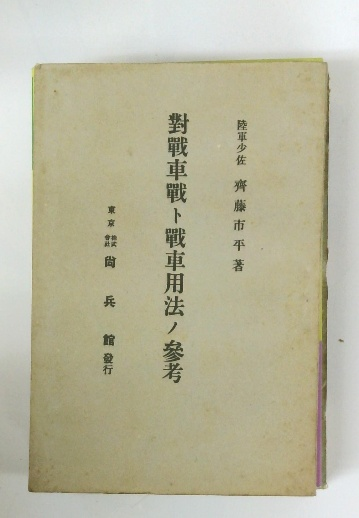 陸軍少佐 齊藤市平著
對戰車戰ト戰車用法ノ參考
東京 株式會社 尙兵館發行